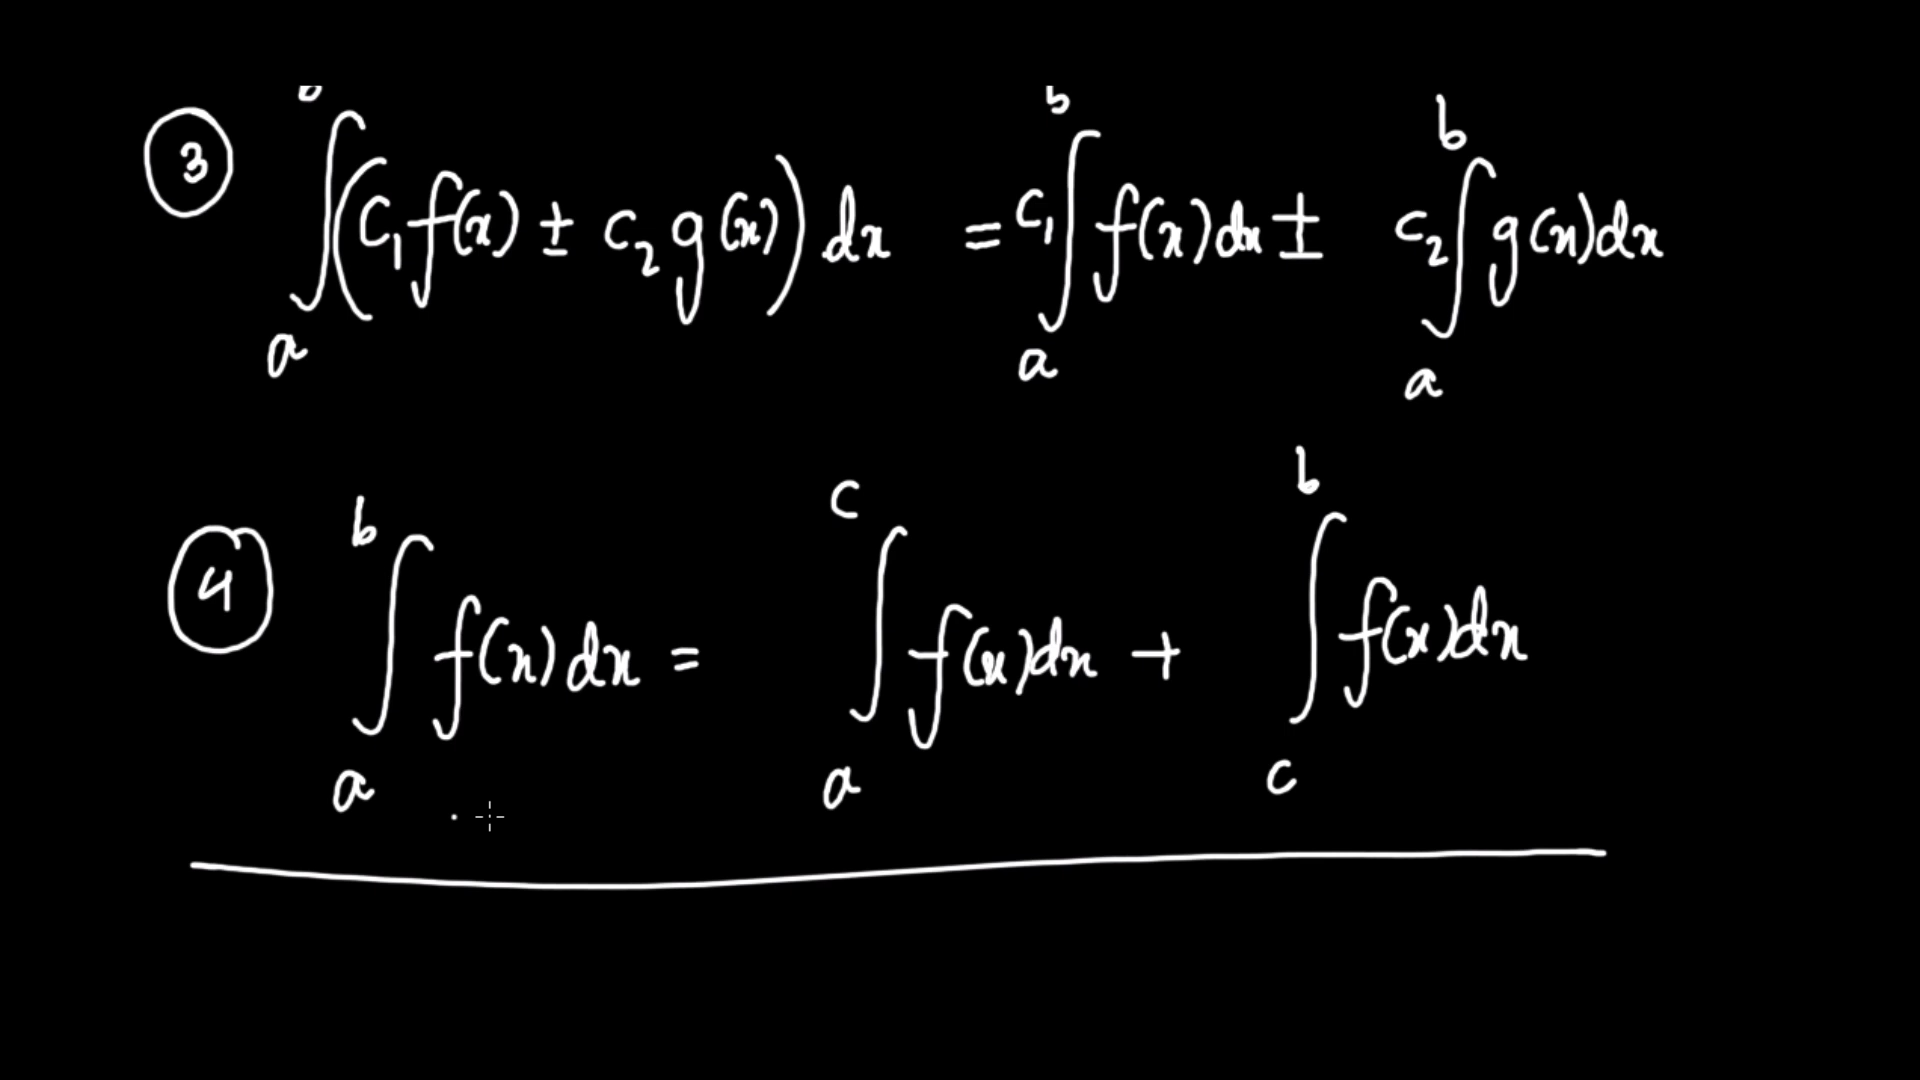 ③ ∫_a^b (c₁f(x) ± c₂g(x)) dx = c₁∫_a^b f(x)dx ± c₂∫_a^b g(x)dx
④ ∫_a^b f(x)dx = ∫_a^c f(x)dx + ∫_c^b f(x)dx